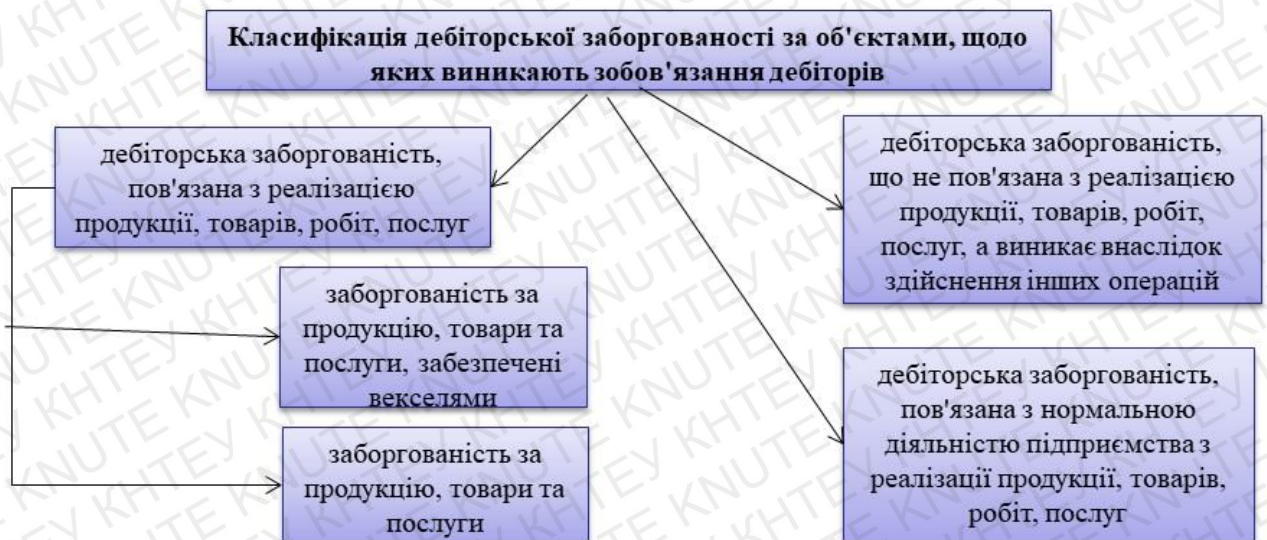 Класифікація дебіторської заборгованості за об'єктами, щодо
яких виникають зобов'язання дебіторів
дебіторська заборгованість,
пов'язана з реалізацією
продукції, товарів, робіт, послуг
заборгованість за
продукцію, товари та
послуги, забезпечені
векселями
заборгованість за
продукцію, товари та
послуги
дебіторська заборгованість,
що не пов'язана з реалізацією
продукції, товарів, робіт,
послуг, а виникає внаслідок
здійснення інших операцій
дебіторська заборгованість,
пов'язана з нормальною
діяльністю підприємства з
реалізації продукції, товарів,
робіт, послуг